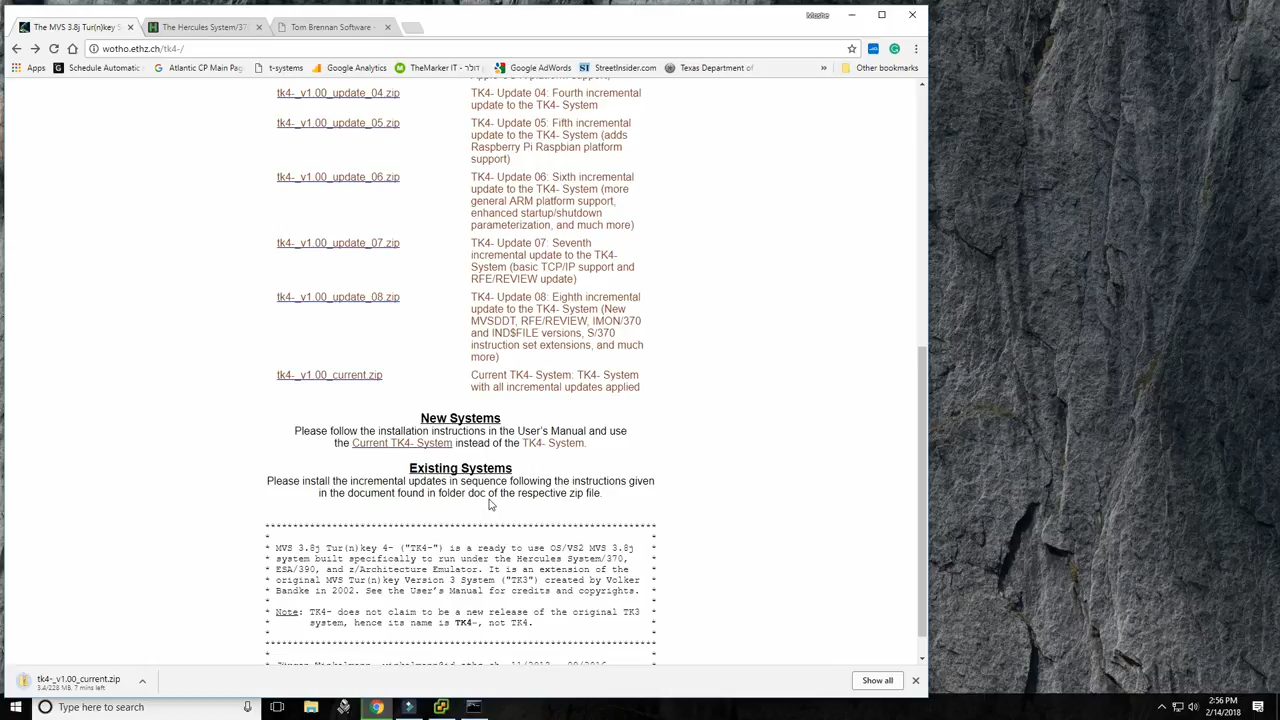 Moshe
The MVS 3.8j Tur(n)key S
The Hercules System/37
Tom Brennan Software -
wotho.ethz.ch/tk4-/
Apps
Schedule Automatic
Atlantic CP Main Pag
t-systems
Google Analytics
TheMarker IT - דולר
Google AdWords
StreetInsider.com
Texas Department of
»
Other bookmarks
tk4-_v1.00_update_04.zip
TK4- Update 04: Fourth incremental
update to the TK4- System
tk4-_v1.00_update_05.zip
TK4- Update 05: Fifth incremental
update to the TK4- System (adds
Raspberry Pi Raspbian platform
support)
tk4-_v1.00_update_06.zip
TK4- Update 06: Sixth incremental
update to the TK4- System (more
general ARM platform support,
enhanced startup/shutdown
parameterization, and much more)
tk4-_v1.00_update_07.zip
TK4- Update 07: Seventh
incremental update to the TK4-
System (basic TCP/IP support and
RFE/REVIEW update)
tk4-_v1.00_update_08.zip
TK4- Update 08: Eighth incremental
update to the TK4- System (New
MVSDDT, RFE/REVIEW, IMON/370
and IND$FILE versions, S/370
instruction set extensions, and much
more)
tk4-_v1.00_current.zip
Current TK4- System: TK4- System
with all incremental updates applied
New Systems
Please follow the installation instructions in the User's Manual and use
the Current TK4- System instead of the TK4- System.
Existing Systems
Please install the incremental updates in sequence following the instructions given
in the document found in folder doc of the respective zip file.
* MVS 3.8j Tur(n)key 4- ("TK4-") is a ready to use OS/VS2 MVS 3.8j *
* system built specifically to run under the Hercules System/370, *
* ESA/390, and z/Architecture Emulator. It is an extension of the *
* original MVS Tur(n)key Version 3 System ("TK3") created by Volker *
* Bandke in 2002. See the User's Manual for credits and copyrights. *
* Note: TK4- does not claim to be a new release of the original TK3 *
* system, hence its name is TK4-, not TK4. *
tk4-_v1.00_current.zip
3.4/228 MB, 7 mins left
Show all
Type here to search
2:56 PM
2/14/2018